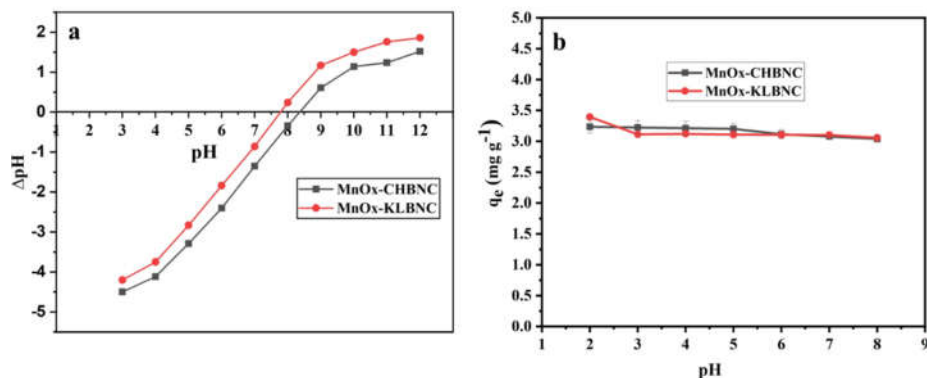 a
2
1
0
-1
-2
-3
-4
-5
1 2 3 4 5 6 7 8 9 10 11 12
pH
ΔpH
MnOx-CHBNC
MnOx-KLBNC
b
5.0
4.5
4.0
3.5
3.0
2.5
2.0
1.5
1.0
0.5
0.0
1 2 3 4 5 6 7 8 9
pH
qe (mg g-1)
MnOx-CHBNC
MnOx-KLBNC